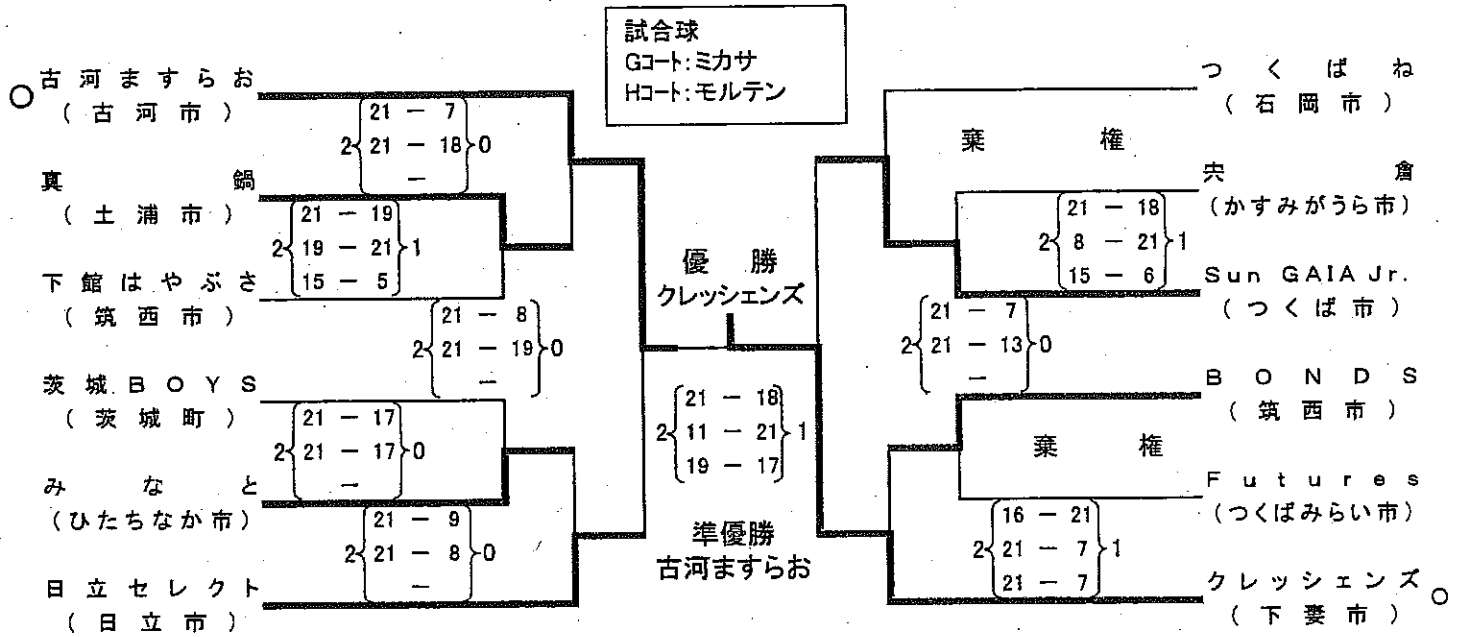 試合球
Gコート:ミカサ
Hコート:モルテン
○ 古河ますらお
(古河市)
21 - 7
2 21 - 18 0
-
真鍋
(土浦市)
21 - 19
2 19 - 21 1
15 - 5
下館はやぶさ
(筑西市)
21 - 8
2 21 - 19 0
-
茨城BOYS
(茨城町)
21 - 17
2 21 - 17 0
-
みなと
(ひたちなか市)
21 - 9
2 21 - 8 0
-
日立セレクト
(日立市)
優勝
クレッシェンズ
21 - 18
2 11 - 21 1
19 - 17
準優勝
古河ますらお
つくばね
(石岡市)
棄権
宍倉
(かすみがうら市)
21 - 18
2 8 - 21 1
15 - 6
Sun GAIA Jr.
(つくば市)
21 - 7
2 21 - 13 0
-
BONDS
(筑西市)
棄権
Futures
(つくばみらい市)
16 - 21
2 21 - 7 1
21 - 7
クレッシェンズ ○
(下妻市)